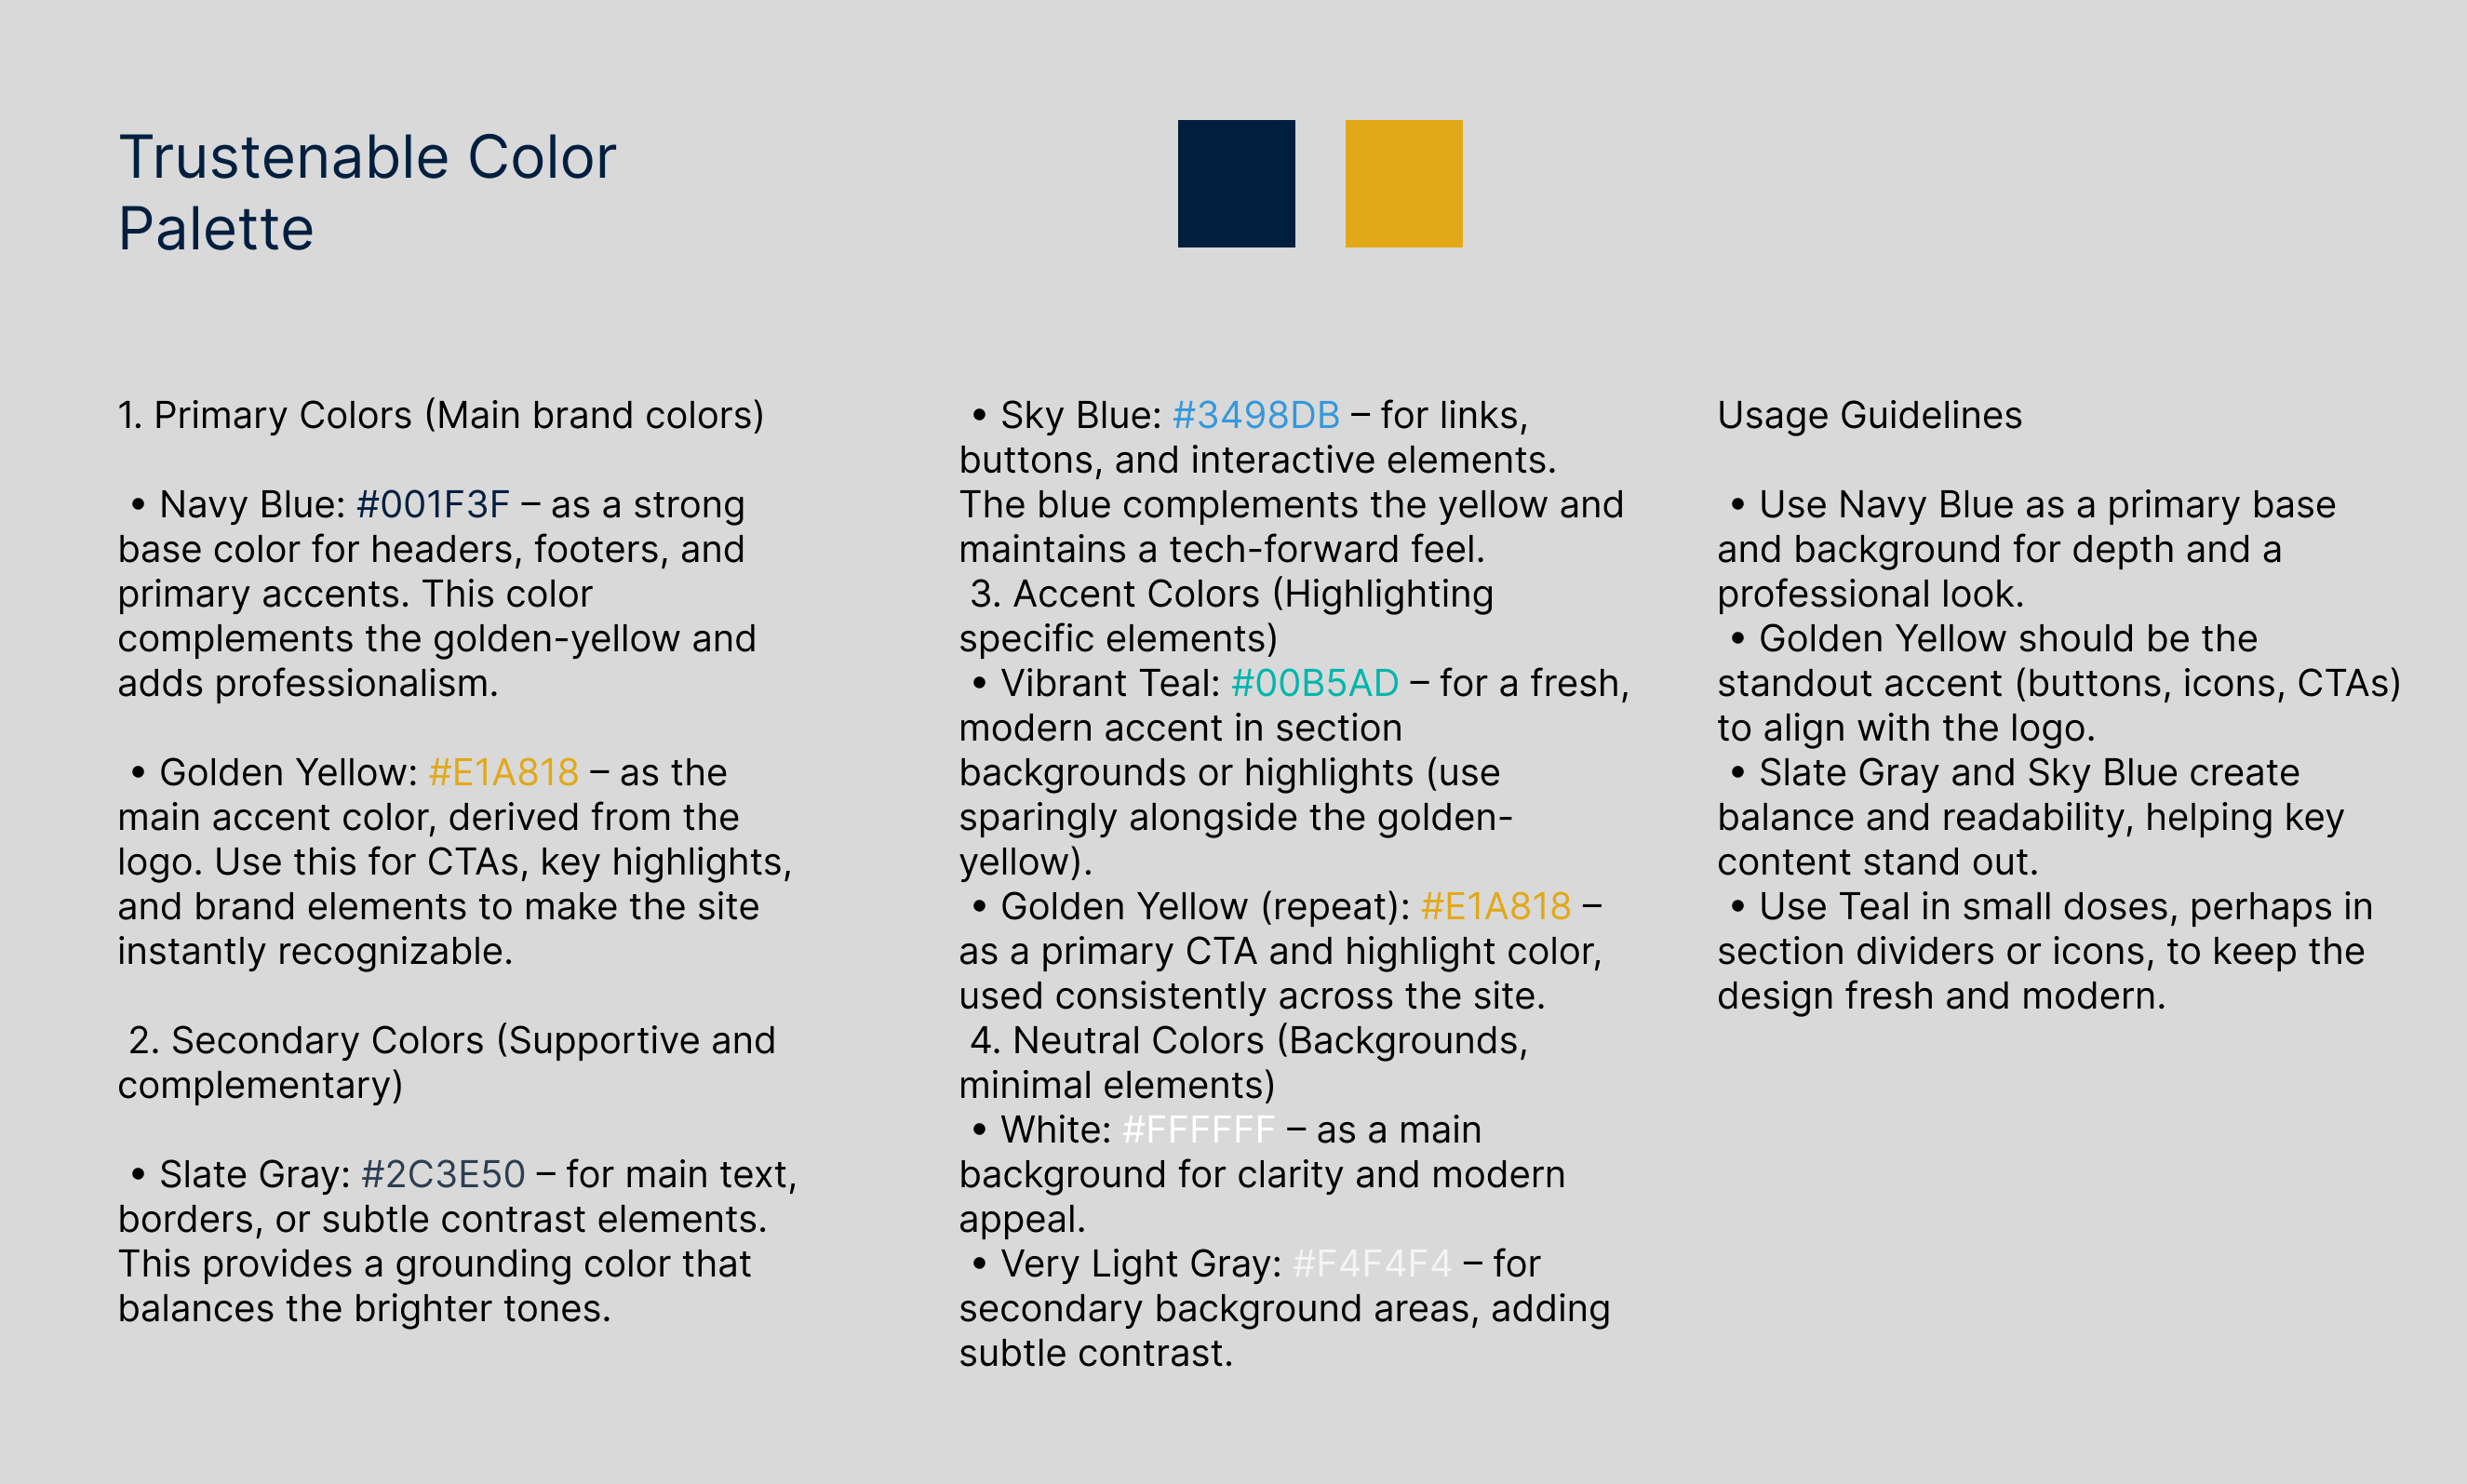 Trustenable Color
Palette
1. Primary Colors (Main brand colors)
• Navy Blue: #001F3F – as a strong
base color for headers, footers, and
primary accents. This color
complements the golden-yellow and
adds professionalism.
• Golden Yellow: #E1A818 – as the
main accent color, derived from the
logo. Use this for CTAs, key highlights,
and brand elements to make the site
instantly recognizable.
2. Secondary Colors (Supportive and
complementary)
• Slate Gray: #2C3E50 – for main text,
borders, or subtle contrast elements.
This provides a grounding color that
balances the brighter tones.
• Sky Blue: #3498DB – for links,
buttons, and interactive elements.
The blue complements the yellow and
maintains a tech-forward feel.
3. Accent Colors (Highlighting
specific elements)
• Vibrant Teal: #00B5AD – for a fresh,
modern accent in section
backgrounds or highlights (use
sparingly alongside the golden-
yellow).
• Golden Yellow (repeat): #E1A818 –
as a primary CTA and highlight color,
used consistently across the site.
4. Neutral Colors (Backgrounds,
minimal elements)
• White: #FFFFFF – as a main
background for clarity and modern
appeal.
• Very Light Gray: #F4F4F4 – for
secondary background areas, adding
subtle contrast.
Usage Guidelines
• Use Navy Blue as a primary base
and background for depth and a
professional look.
• Golden Yellow should be the
standout accent (buttons, icons, CTAs)
to align with the logo.
• Slate Gray and Sky Blue create
balance and readability, helping key
content stand out.
• Use Teal in small doses, perhaps in
section dividers or icons, to keep the
design fresh and modern.